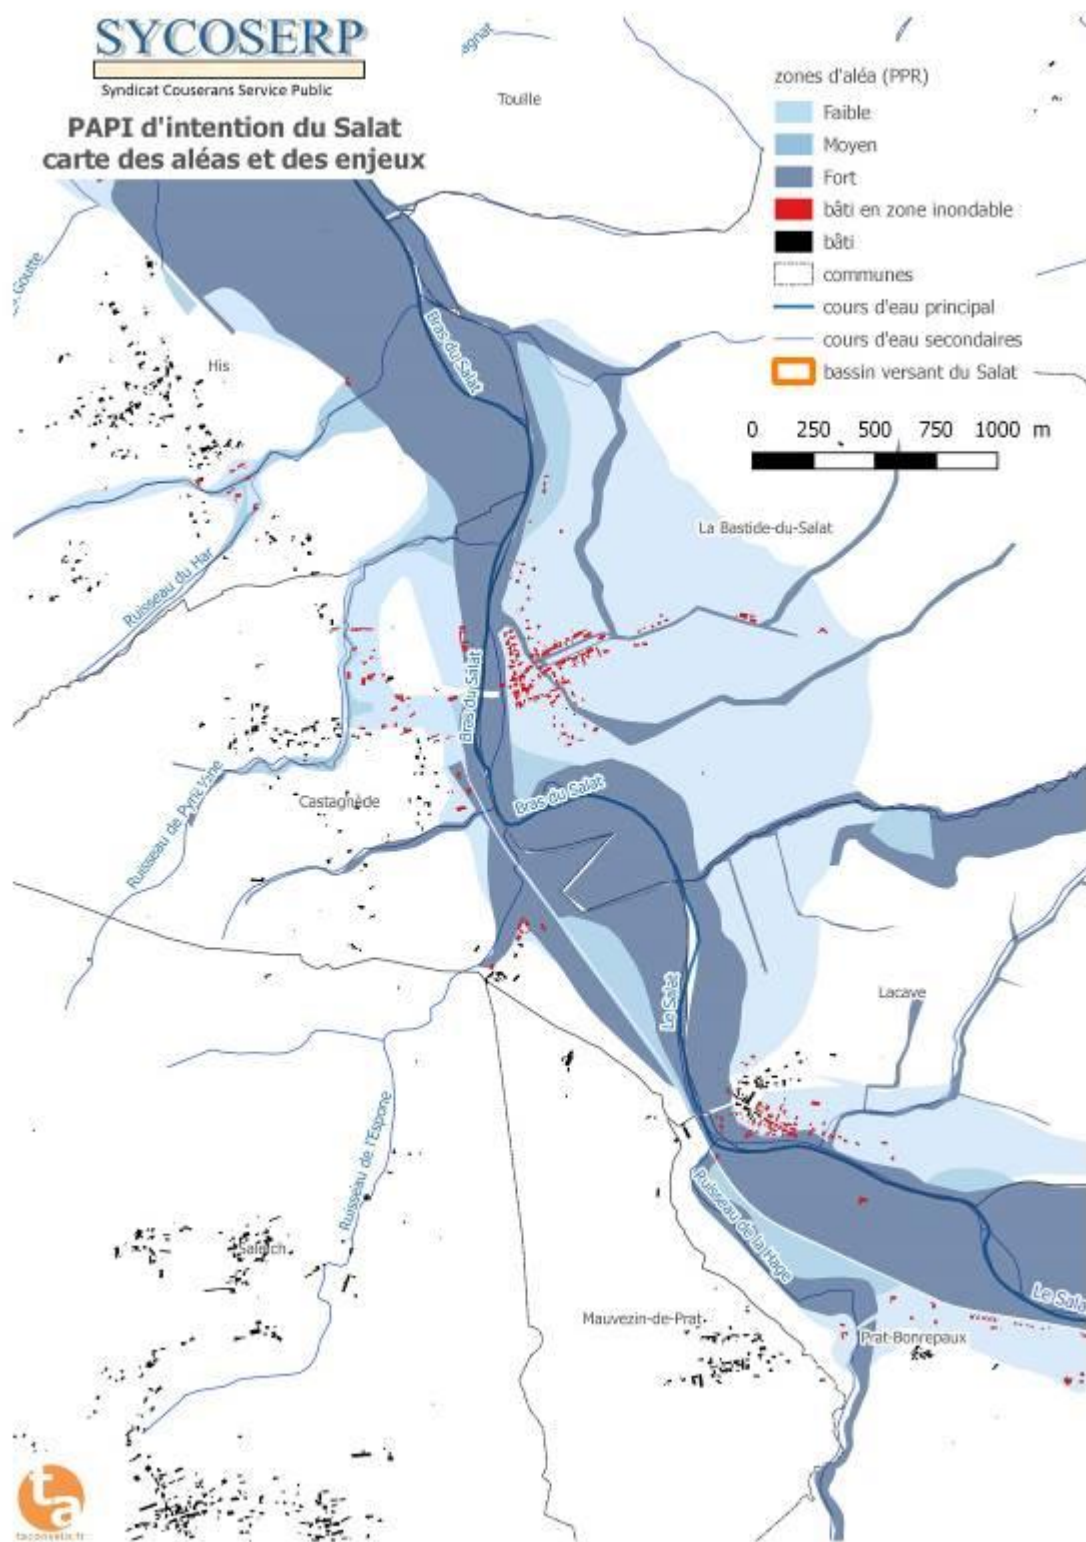 SYCOSERP
Syndicat Couserans Service Public
PAPI d'intention du Salat
carte des aléas et des enjeux
agnat
Touille
zones d'aléa (PPR)
Faible
Moyen
Fort
bâti en zone inondable
bâti
communes
cours d'eau principal
cours d'eau secondaires
bassin versant du Salat
0 250 500 750 1000 m
Goutte
His
Bras du Salat
La Bastide-du-Salat
Ruisseau du Har
Bras du Salat
Castagnède
Bras du Salat
Ruisseau de
Le Salat
Lacave
Ruisseau de l'Espone
Ruisseau de la Hage
Saleich
Le Sala
Mauvezin-de-Prat
Prat-Bonrepaux
ta